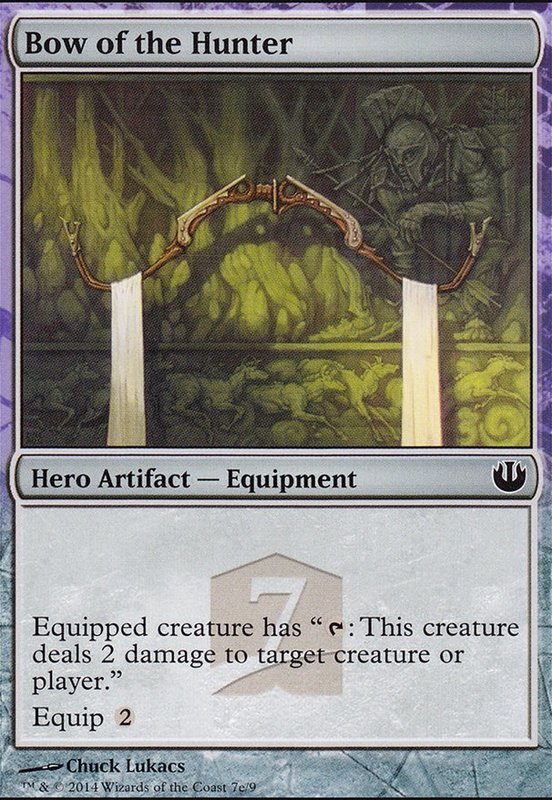 Bow of the Hunter
Hero Artifact — Equipment
7
Equipped creature has “ : This creature
deals 2 damage to target creature or
player.”
Equip 2
Chuck Lukacs
™ & © 2014 Wizards of the Coast 7e/9